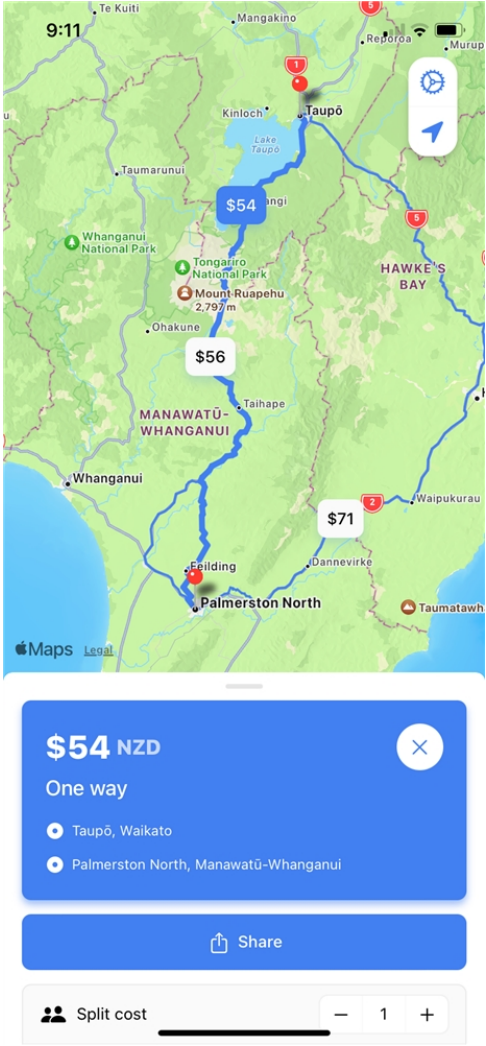 9:11
Te Kuiti
Mangakino
5
Reporoa
Murup
1
Kinloch
Taupō
Lake
Taupō
Taumarunui
$54
angi
5
Whanganui
National Park
Tongariro
National Park
HAWKE'S
BAY
Mount Ruapehu
2,797 m
Ohakune
$56
Taihape
MANAWATŪ-
WHANGANUI
Whanganui
2
Waipukurau
$71
Feilding
Dannevirke
Palmerston North
Taumatawh
Maps Legal
$54 NZD
One way
Taupō, Waikato
Palmerston North, Manawatū-Whanganui
Share
Split cost
− 1 +